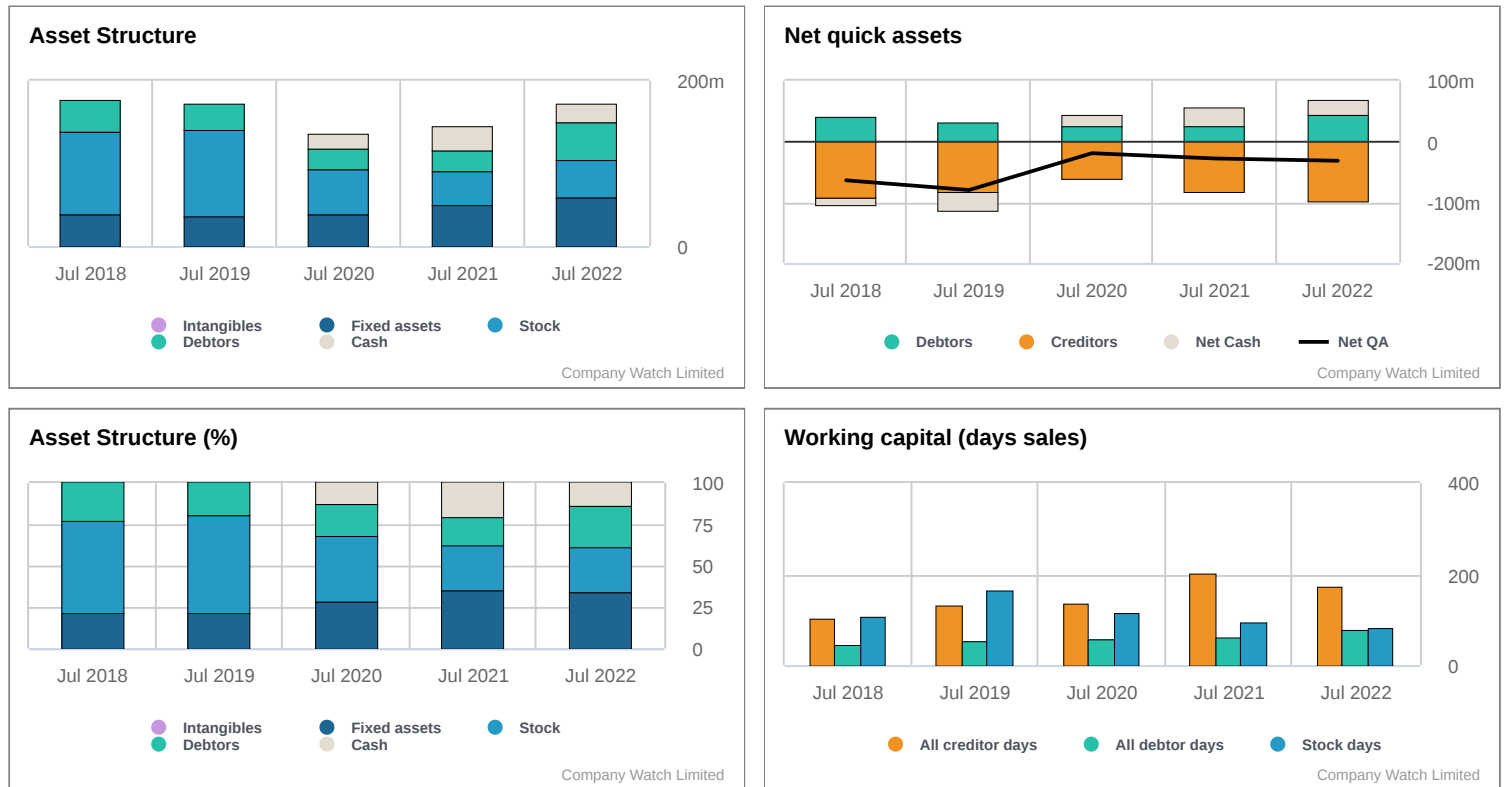 Asset Structure
200m
0
Jul 2018 Jul 2019 Jul 2020 Jul 2021 Jul 2022
Intangibles Fixed assets Stock
Debtors Cash
Company Watch Limited
Net quick assets
100m
0
-100m
-200m
Jul 2018 Jul 2019 Jul 2020 Jul 2021 Jul 2022
Debtors Creditors Net Cash Net QA
Company Watch Limited
Asset Structure (%)
100
75
50
25
0
Jul 2018 Jul 2019 Jul 2020 Jul 2021 Jul 2022
Intangibles Fixed assets Stock
Debtors Cash
Company Watch Limited
Working capital (days sales)
400
200
0
Jul 2018 Jul 2019 Jul 2020 Jul 2021 Jul 2022
All creditor days All debtor days Stock days
Company Watch Limited